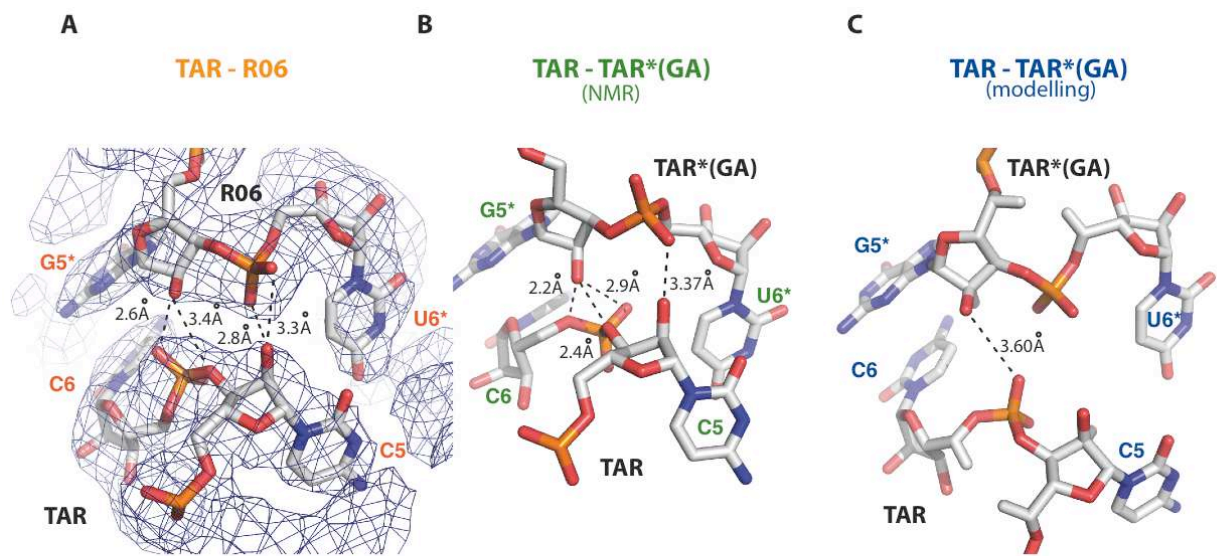 A
TAR - R06
R06
G5*
2.6Å
3.4Å
2.8Å
3.3Å
U6*
C6
C5
TAR
B
TAR - TAR*(GA)
(NMR)
TAR*(GA)
G5*
2.2Å
2.9Å
3.37Å
U6*
2.4Å
C6
C5
TAR
C
TAR - TAR*(GA)
(modelling)
TAR*(GA)
G5*
U6*
3.60Å
C6
C5
TAR